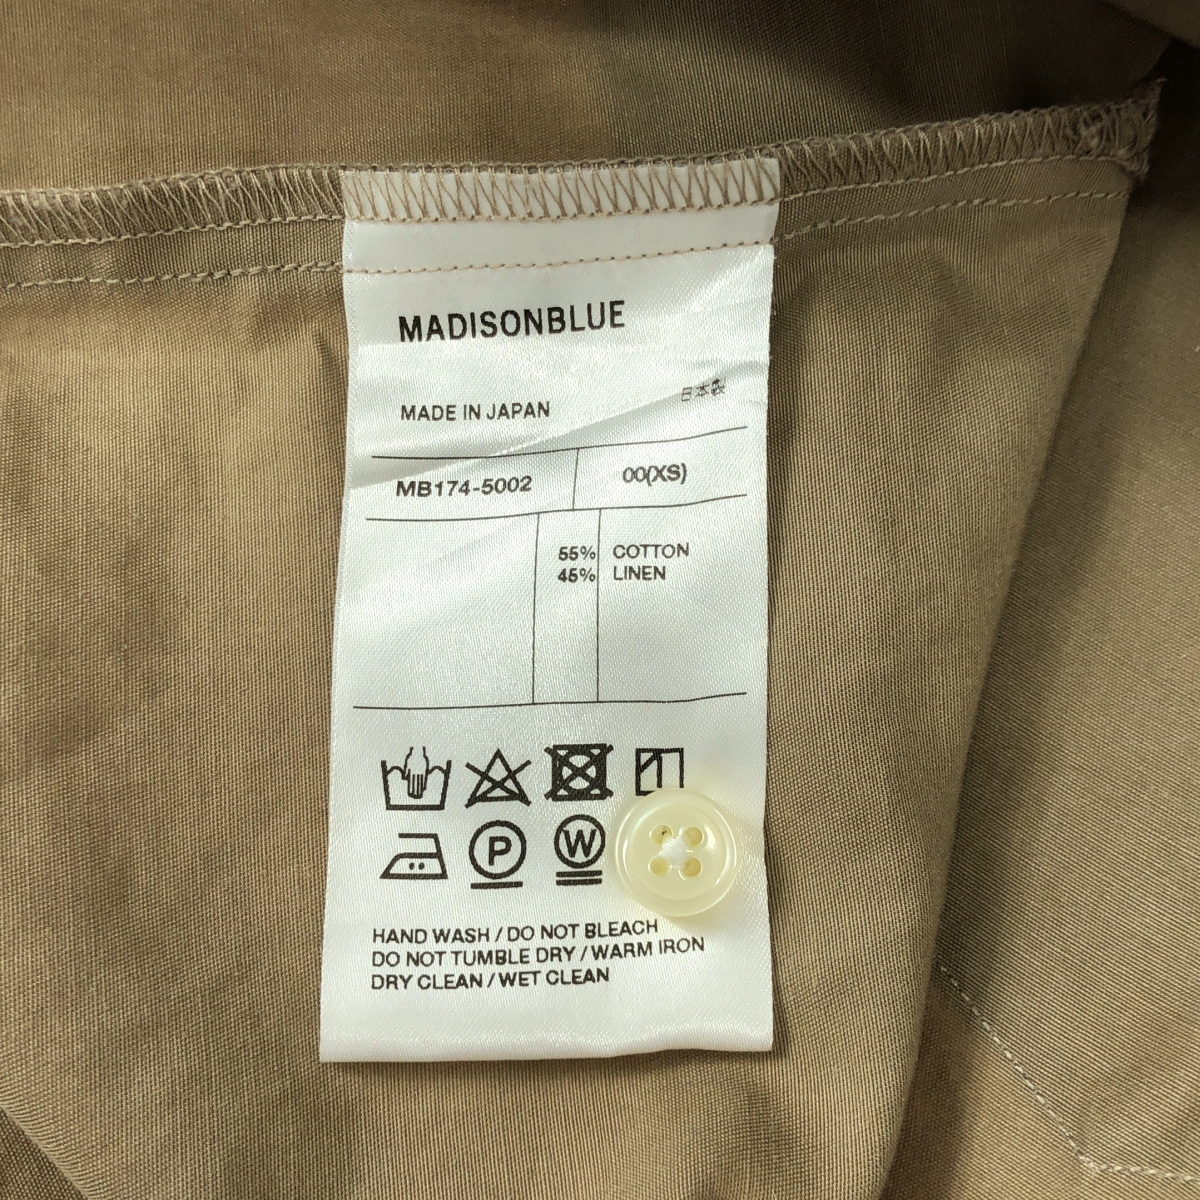 MADISONBLUE
MADE IN JAPAN 日本製
MB174-5002 00(XS)
55% COTTON
45% LINEN
P W
HAND WASH / DO NOT BLEACH
DO NOT TUMBLE DRY / WARM IRON
DRY CLEAN / WET CLEAN